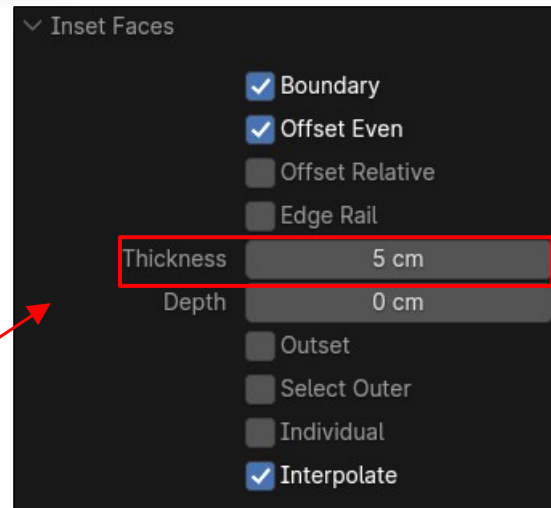 Inset Faces
Boundary
Offset Even
Offset Relative
Edge Rail
Thickness 5 cm
Depth 0 cm
Outset
Select Outer
Individual
Interpolate